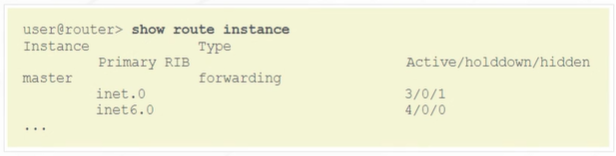 user@router> show route instance
Instance Type
Primary RIB Active/holddown/hidden
master forwarding
inet.0 3/0/1
inet6.0 4/0/0
...